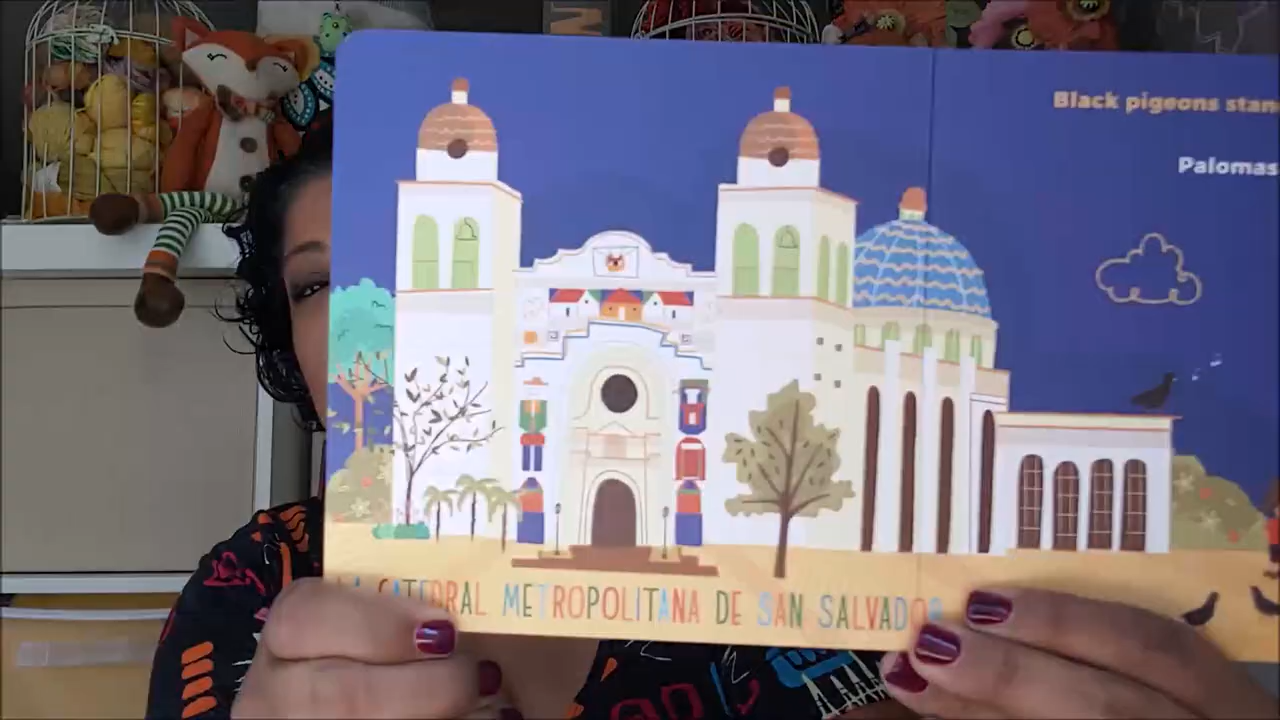 Black pigeons stan
Palomas
LA CATEDRAL METROPOLITANA DE SAN SALVADOR